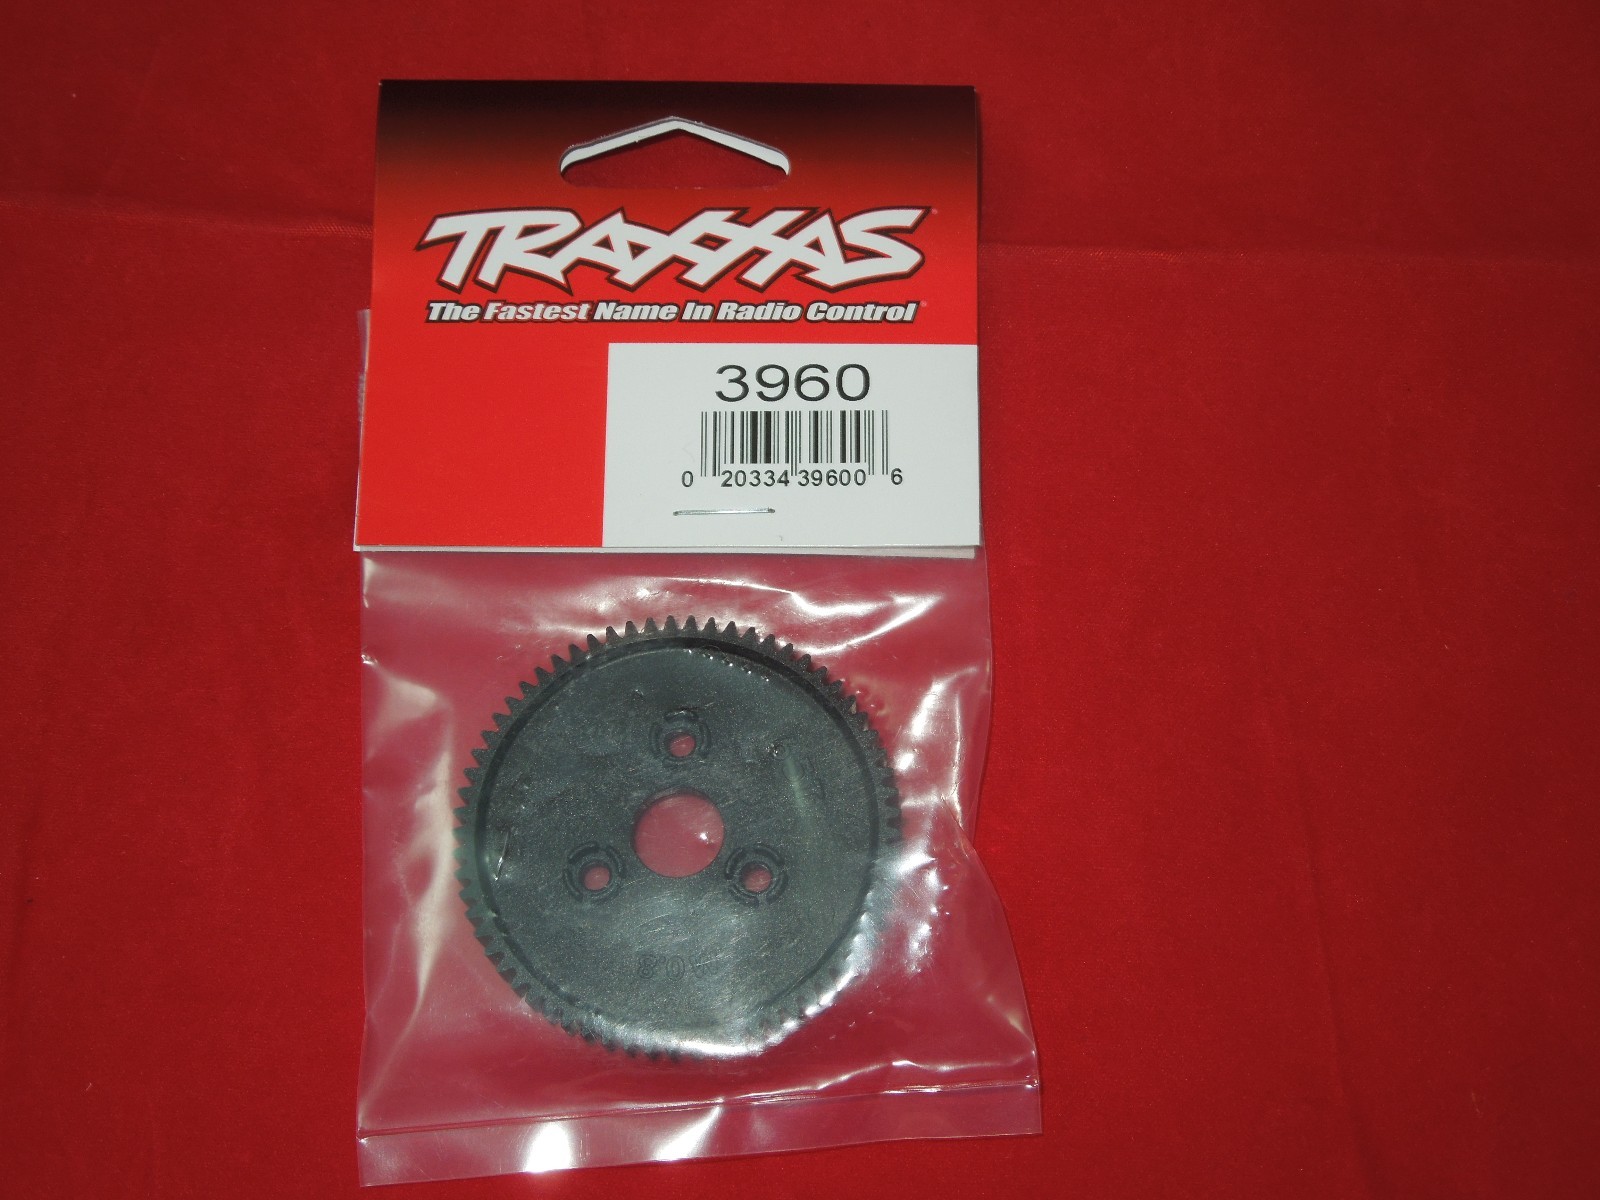 TRAXXAS
The Fastest Name In Radio Control
3960
0 20334 39600 6